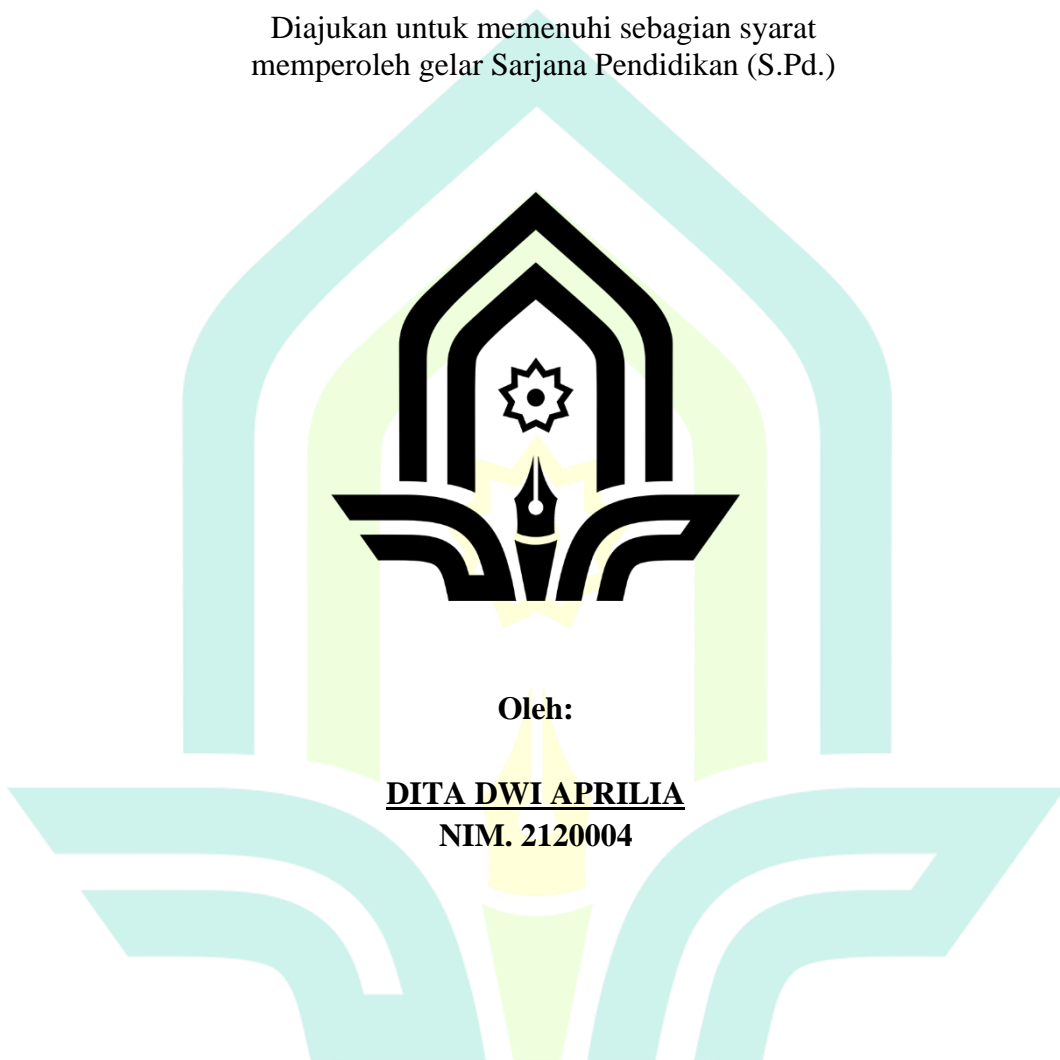 Diajukan untuk memenuhi sebagian syarat
memperoleh gelar Sarjana Pendidikan (S.Pd.)
Oleh:
DITA DWI APRILIA
NIM. 2120004